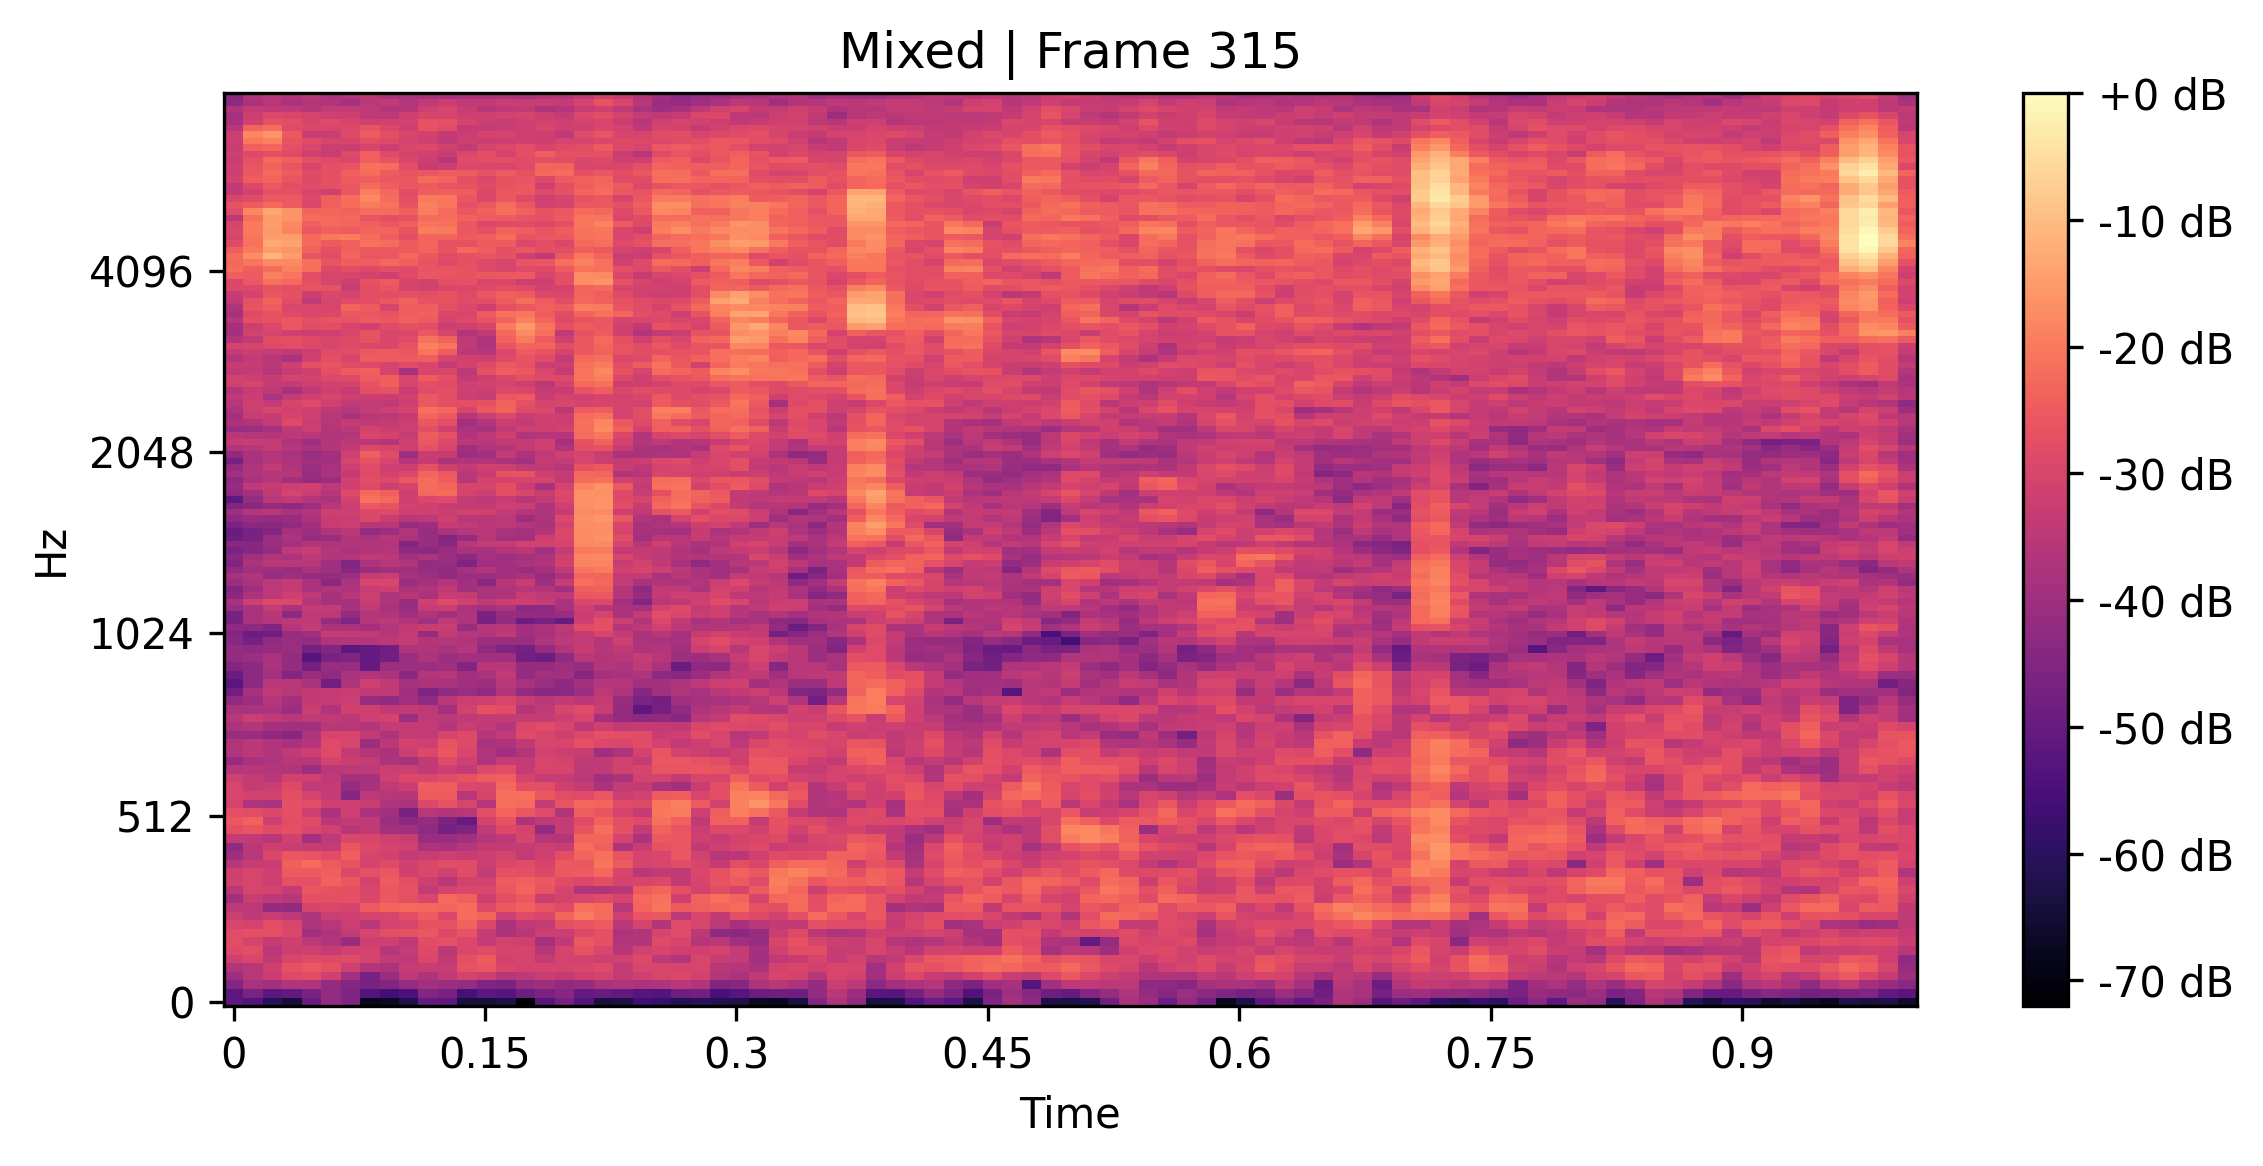 Mixed | Frame 315
+0 dB
-10 dB
-20 dB
-30 dB
-40 dB
-50 dB
-60 dB
-70 dB
4096
2048
1024
512
0
Hz
0 0.15 0.3 0.45 0.6 0.75 0.9
Time